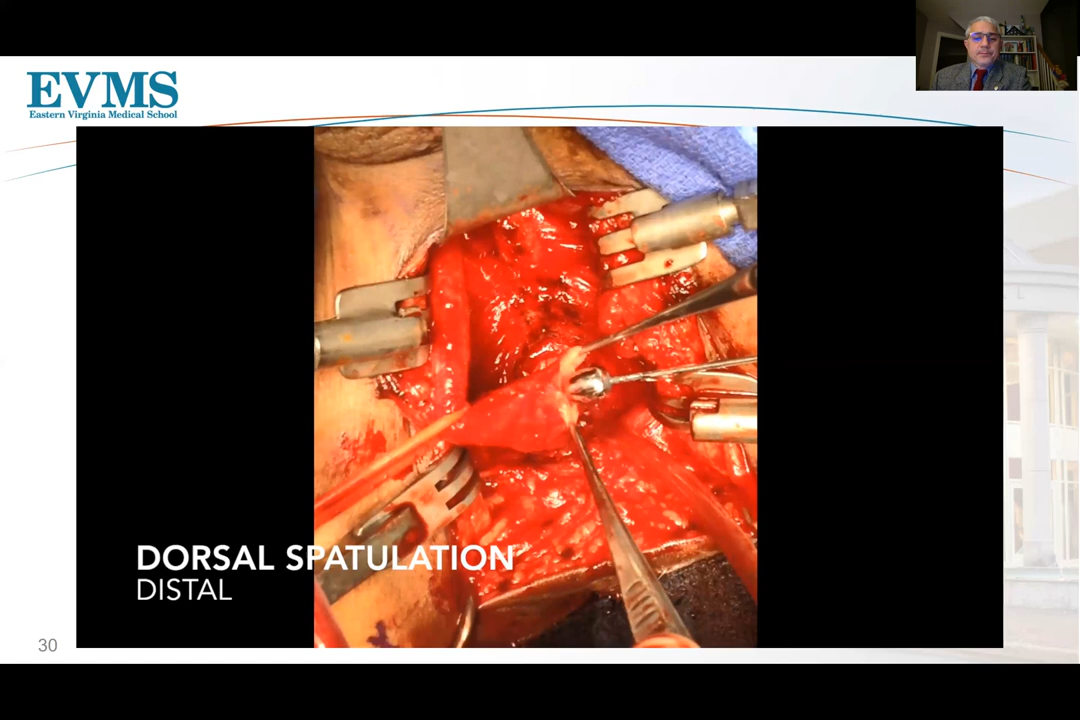 EVMS
Eastern Virginia Medical School
DORSAL SPATULATION
DISTAL
30